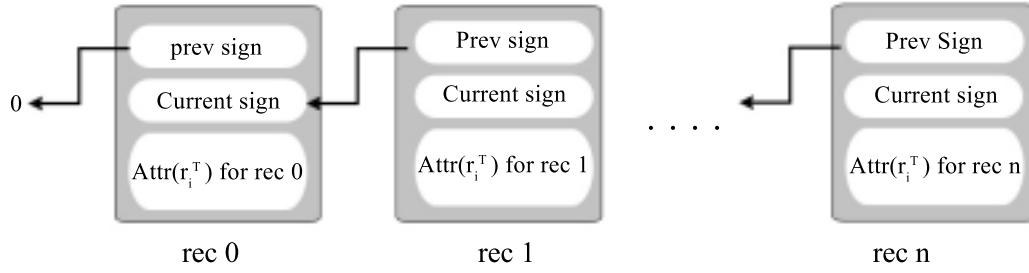 prev sign
Prev sign
Prev Sign
0
Current sign
Current sign
Current sign
. . . .
Attr(r_i^T) for rec 0
Attr(r_i^T) for rec 1
Attr(r_i^T) for rec n
rec 0
rec 1
rec n